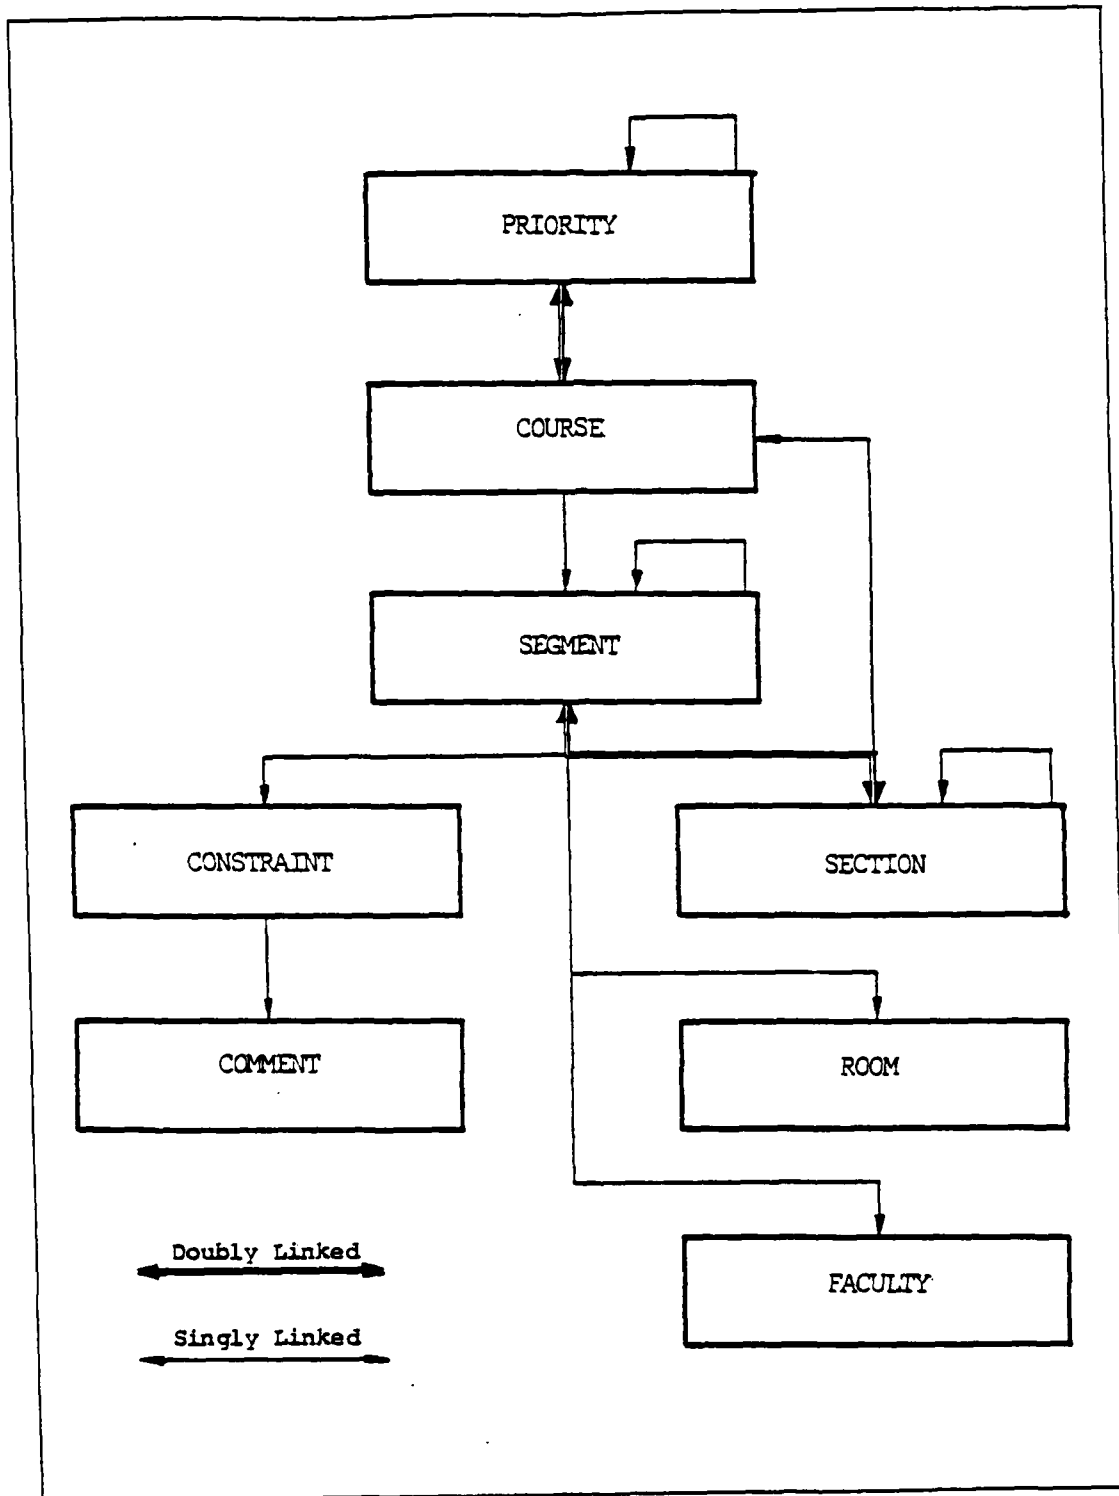 PRIORITY
COURSE
SEGMENT
CONSTRAINT
SECTION
COMMENT
ROOM
Doubly Linked
FACULTY
Singly Linked